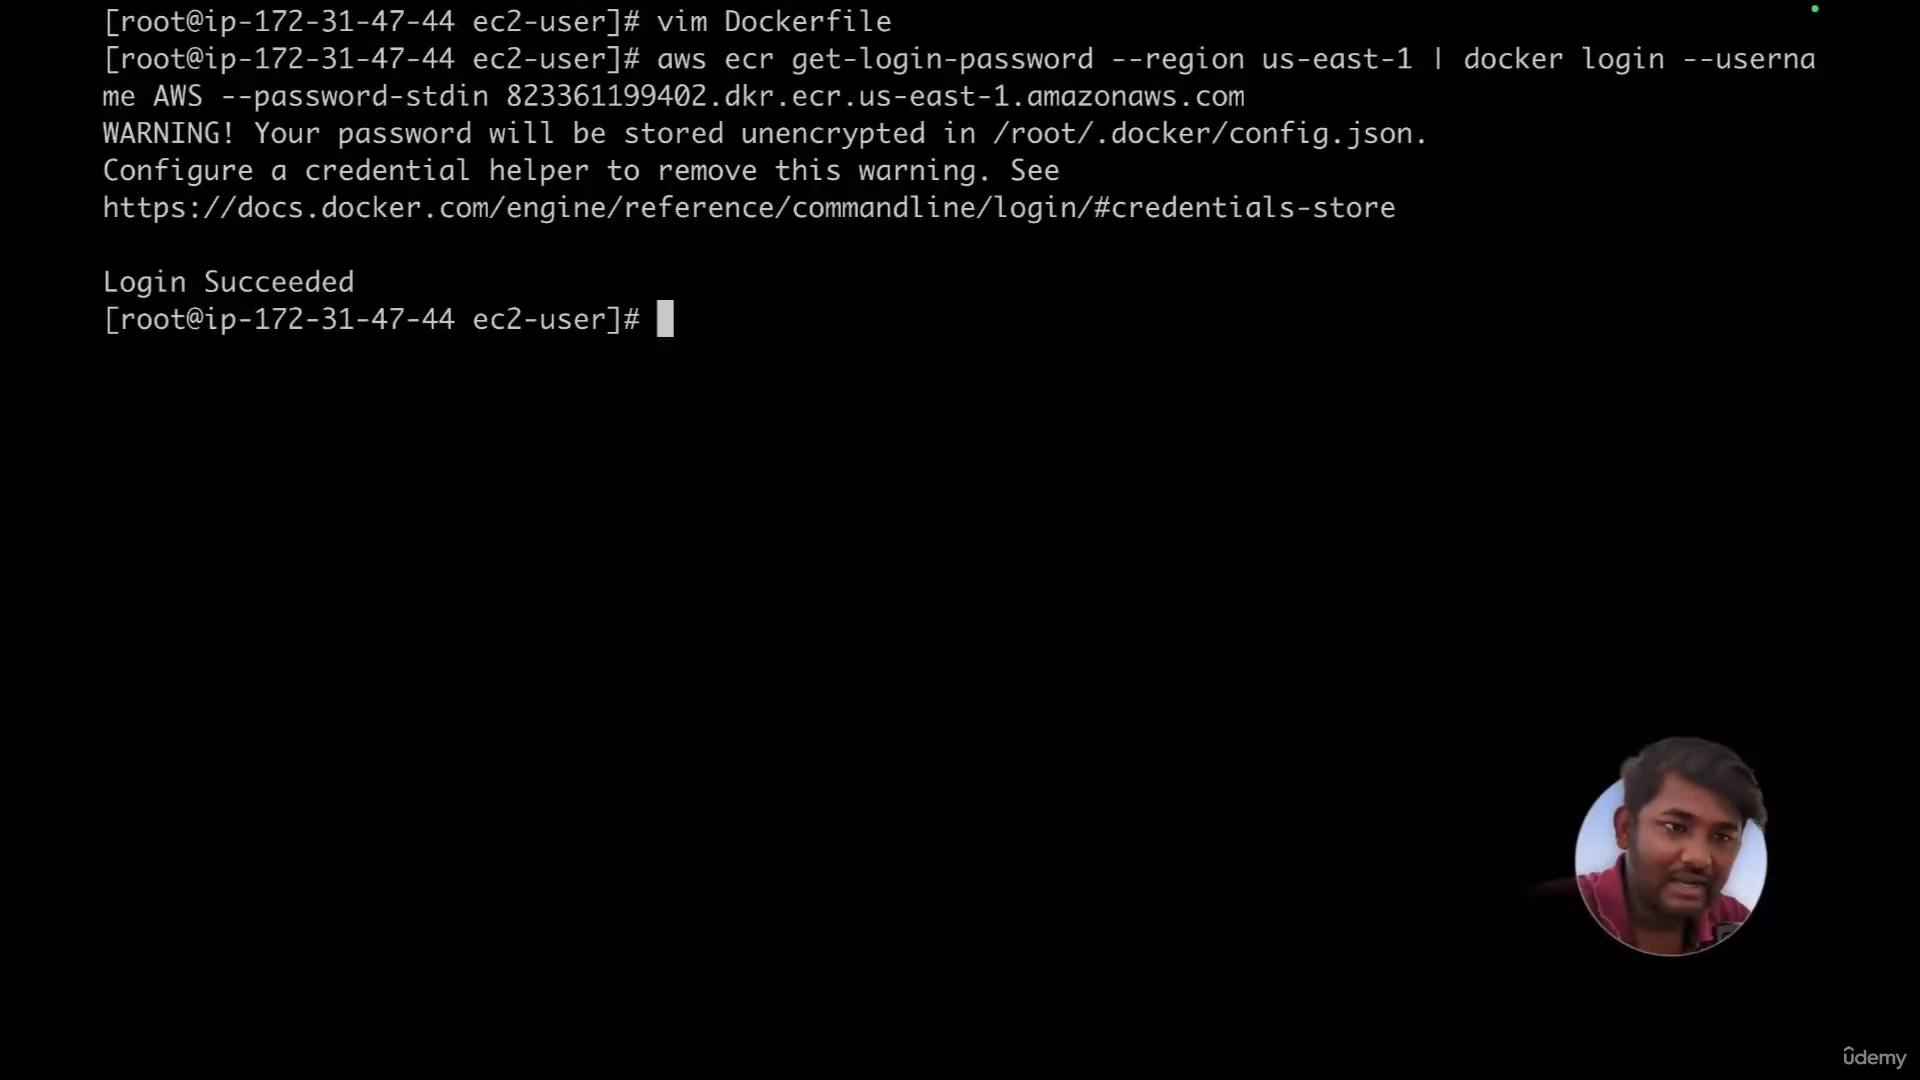 [root@ip-172-31-47-44 ec2-user]# vim Dockerfile
[root@ip-172-31-47-44 ec2-user]# aws ecr get-login-password --region us-east-1 | docker login --userna
me AWS --password-stdin 823361199402.dkr.ecr.us-east-1.amazonaws.com
WARNING! Your password will be stored unencrypted in /root/.docker/config.json.
Configure a credential helper to remove this warning. See
https://docs.docker.com/engine/reference/commandline/login/#credentials-store
Login Succeeded
[root@ip-172-31-47-44 ec2-user]#
ûdemy